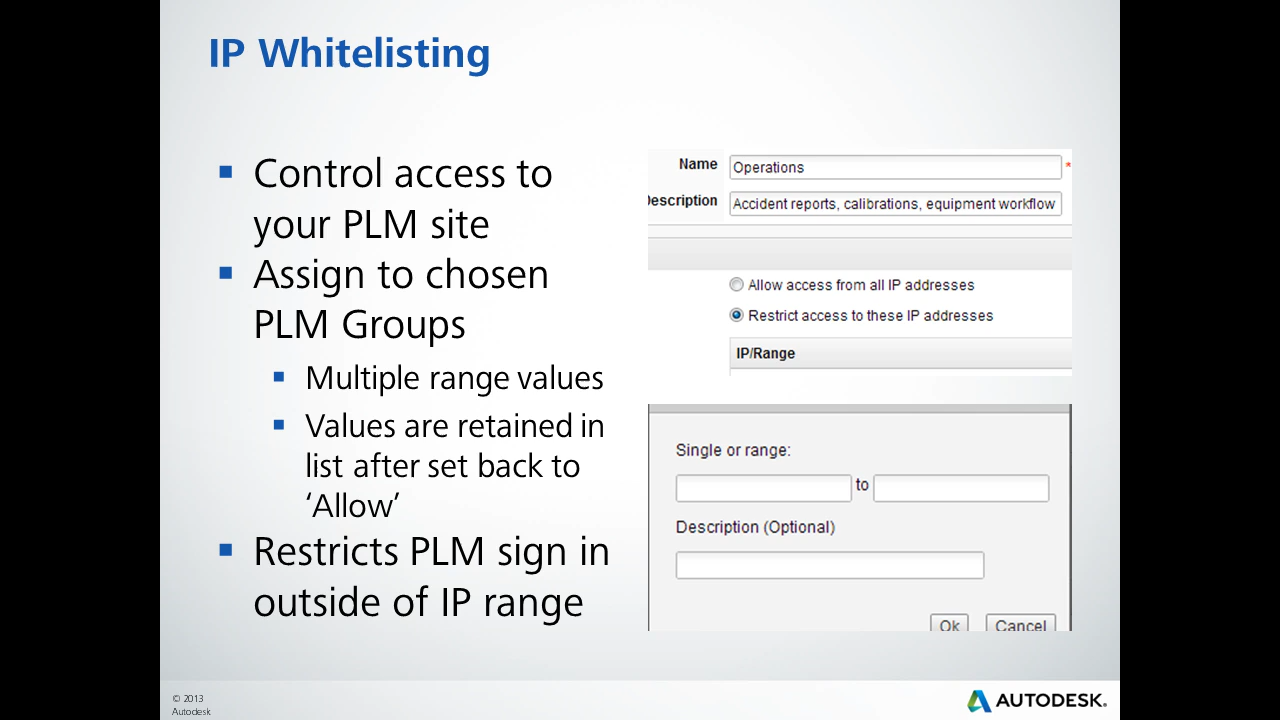 IP Whitelisting
Control access to
your PLM site
Assign to chosen
PLM Groups
Multiple range values
Values are retained in
list after set back to
‘Allow’
Restricts PLM sign in
outside of IP range
Name
Operations
*
Description
Accident reports, calibrations, equipment workflow
Allow access from all IP addresses
Restrict access to these IP addresses
IP/Range
Single or range:
to
Description (Optional)
Ok
Cancel
© 2013
Autodesk
AUTODESK.